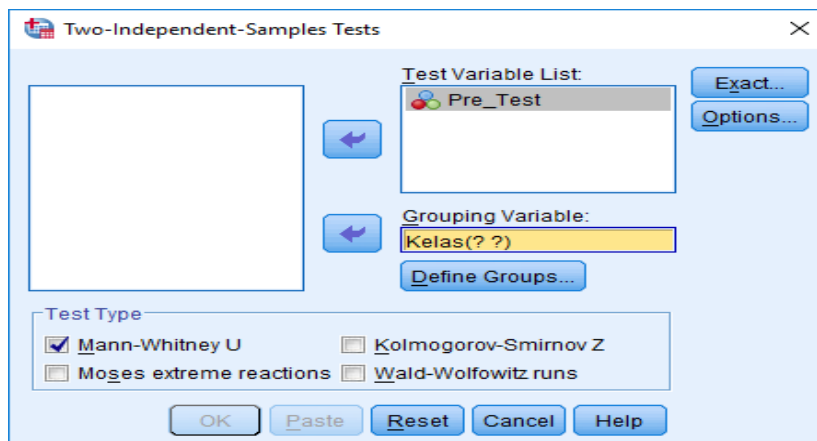 Two-Independent-Samples Tests
Test Variable List:
Pre_Test
Exact...
Options...
Grouping Variable:
Kelas(? ?)
Define Groups...
Test Type
Mann-Whitney U
Kolmogorov-Smirnov Z
Moses extreme reactions
Wald-Wolfowitz runs
OK
Paste
Reset
Cancel
Help